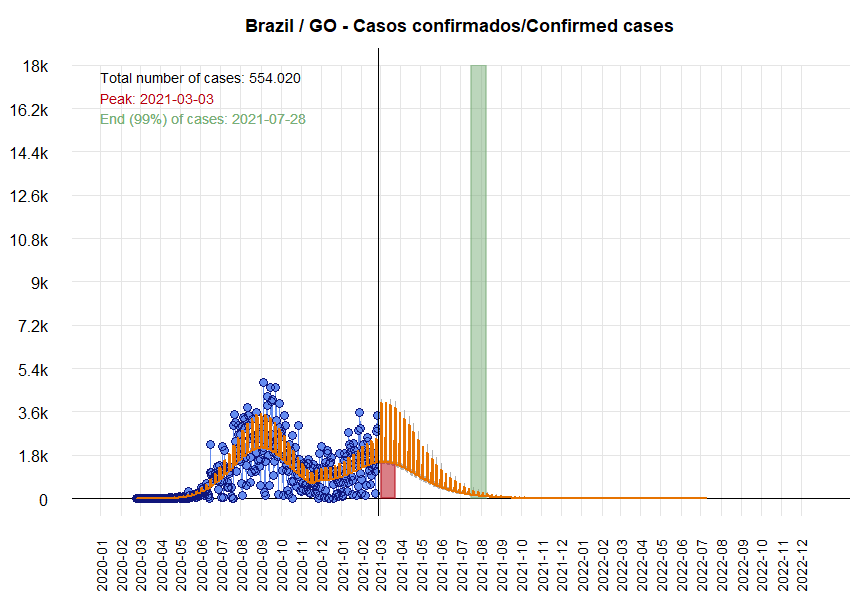 Brazil / GO - Casos confirmados/Confirmed cases
Total number of cases: 554.020
Peak: 2021-03-03
End (99%) of cases: 2021-07-28
18k
16.2k
14.4k
12.6k
10.8k
9k
7.2k
5.4k
3.6k
1.8k
0
2020-01
2020-02
2020-03
2020-04
2020-05
2020-06
2020-07
2020-08
2020-09
2020-10
2020-11
2020-12
2021-01
2021-02
2021-03
2021-04
2021-05
2021-06
2021-07
2021-08
2021-09
2021-10
2021-11
2021-12
2022-01
2022-02
2022-03
2022-04
2022-05
2022-06
2022-07
2022-08
2022-09
2022-10
2022-11
2022-12